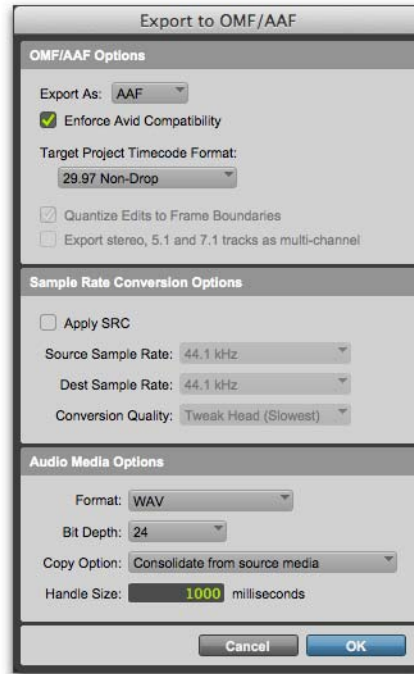 Export to OMF/AAF
OMF/AAF Options
Export As: AAF
Enforce Avid Compatibility
Target Project Timecode Format:
29.97 Non-Drop
Quantize Edits to Frame Boundaries
Export stereo, 5.1 and 7.1 tracks as multi-channel
Sample Rate Conversion Options
Apply SRC
Source Sample Rate: 44.1 kHz
Dest Sample Rate: 44.1 kHz
Conversion Quality: Tweak Head (Slowest)
Audio Media Options
Format: WAV
Bit Depth: 24
Copy Option: Consolidate from source media
Handle Size: 1000 milliseconds
Cancel OK